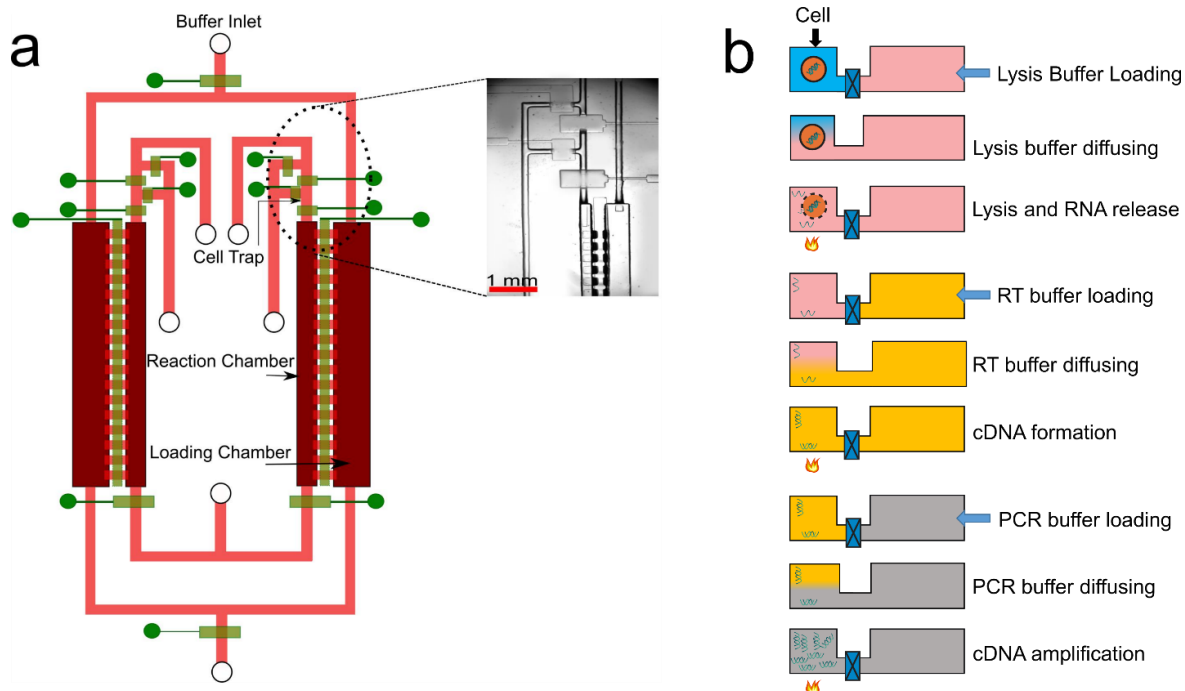 a
Buffer Inlet
Cell Trap
1 mm
Reaction Chamber
Loading Chamber
b
Cell
Lysis Buffer Loading
Lysis buffer diffusing
Lysis and RNA release
RT buffer loading
RT buffer diffusing
cDNA formation
PCR buffer loading
PCR buffer diffusing
cDNA amplification